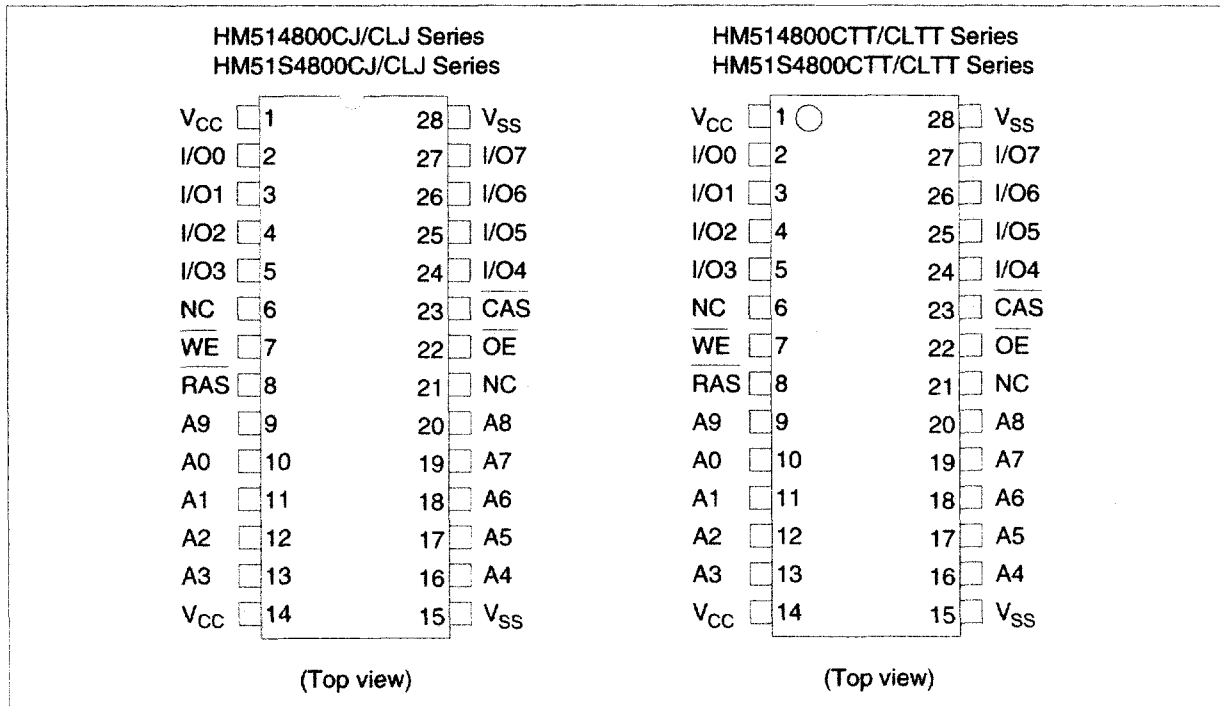 HM514800CJ/CLJ Series
HM51S4800CJ/CLJ Series
VCC 1 28 VSS
I/O0 2 27 I/O7
I/O1 3 26 I/O6
I/O2 4 25 I/O5
I/O3 5 24 I/O4
NC 6 23 CAS
WE 7 22 OE
RAS 8 21 NC
A9 9 20 A8
A0 10 19 A7
A1 11 18 A6
A2 12 17 A5
A3 13 16 A4
VCC 14 15 VSS
(Top view)
HM514800CTT/CLTT Series
HM51S4800CTT/CLTT Series
VCC 1 28 VSS
I/O0 2 27 I/O7
I/O1 3 26 I/O6
I/O2 4 25 I/O5
I/O3 5 24 I/O4
NC 6 23 CAS
WE 7 22 OE
RAS 8 21 NC
A9 9 20 A8
A0 10 19 A7
A1 11 18 A6
A2 12 17 A5
A3 13 16 A4
VCC 14 15 VSS
(Top view)